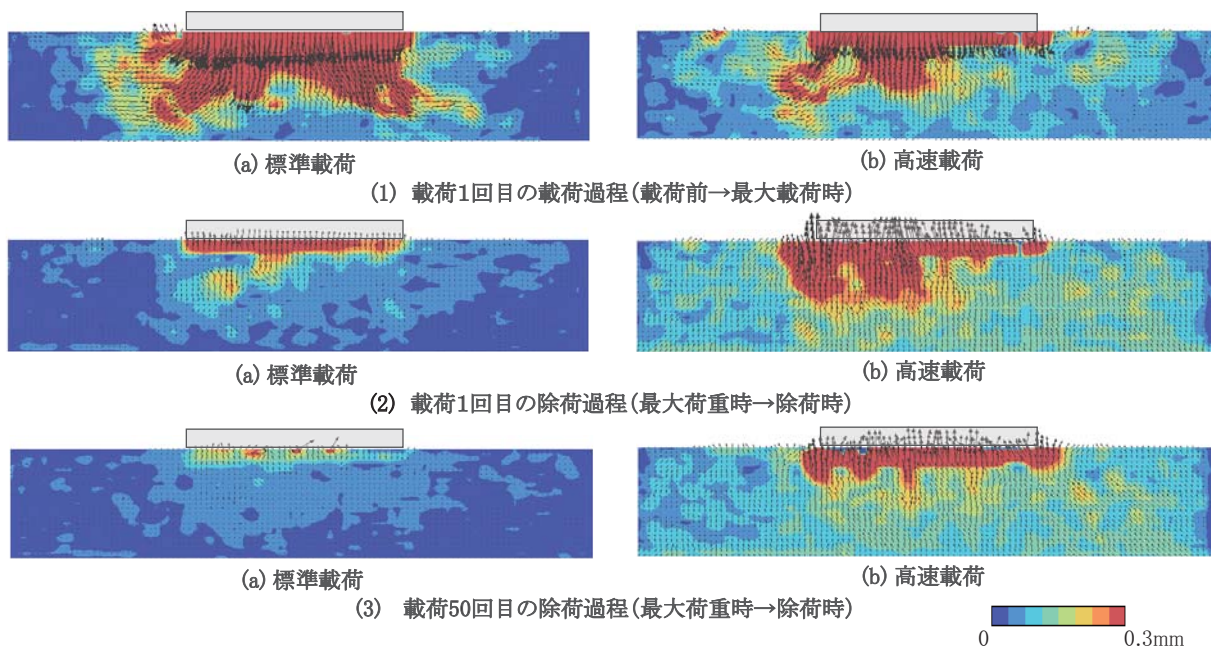 (a) 標準載荷
(b) 高速載荷
(1) 載荷1回目の載荷過程(載荷前→最大載荷時)
(a) 標準載荷
(b) 高速載荷
(2) 載荷1回目の除荷過程(最大荷重時→除荷時)
(a) 標準載荷
(b) 高速載荷
(3) 載荷50回目の除荷過程(最大荷重時→除荷時)
0 0.3mm